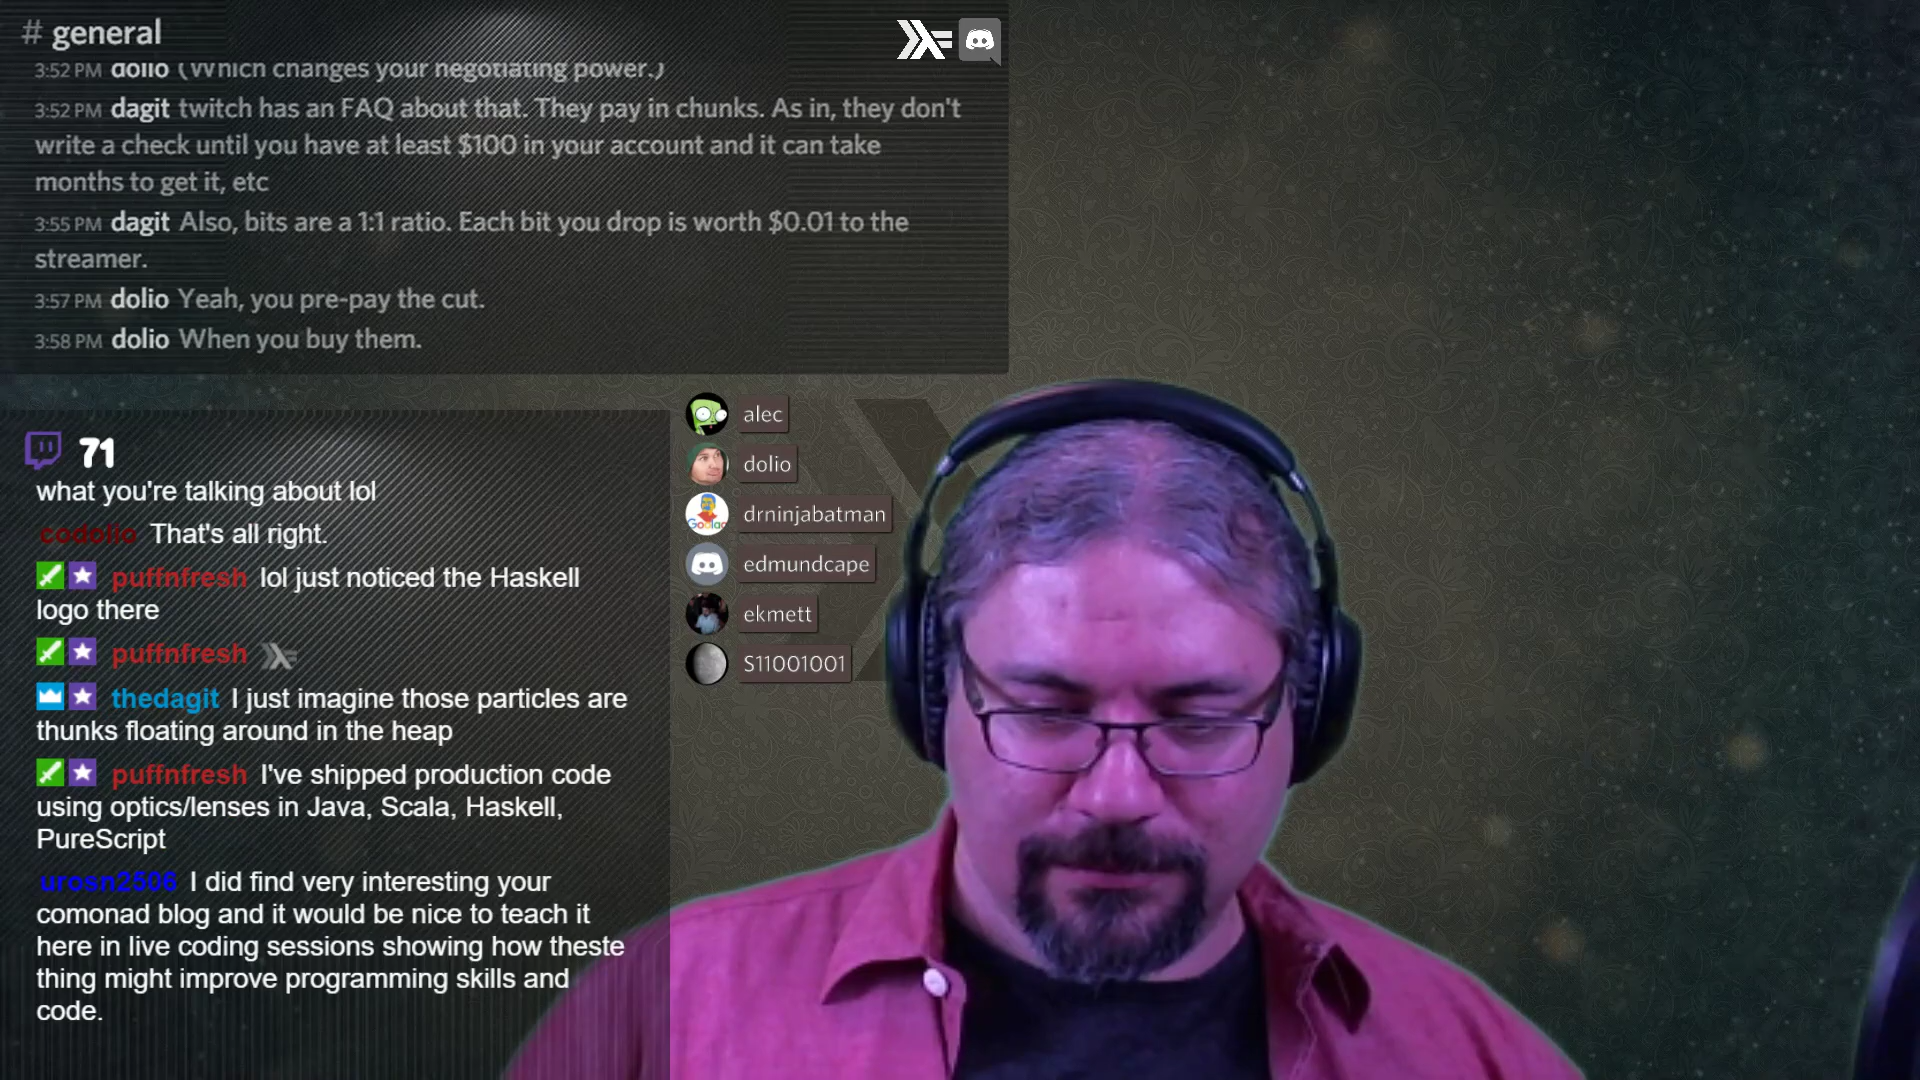 # general
3:52 PM dolio (Which changes your negotiating power.)
3:52 PM dagit twitch has an FAQ about that. They pay in chunks. As in, they don't
write a check until you have at least $100 in your account and it can take
months to get it, etc
3:55 PM dagit Also, bits are a 1:1 ratio. Each bit you drop is worth $0.01 to the
streamer.
3:57 PM dolio Yeah, you pre-pay the cut.
3:58 PM dolio When you buy them.
71
what you're talking about lol
codolio That's all right.
puffnfresh lol just noticed the Haskell
logo there
puffnfresh
thedagit I just imagine those particles are
thunks floating around in the heap
puffnfresh I've shipped production code
using optics/lenses in Java, Scala, Haskell,
PureScript
urosn2506 I did find very interesting your
comonad blog and it would be nice to teach it
here in live coding sessions showing how theste
thing might improve programming skills and
code.
alec
dolio
drninjabatman
edmundcape
ekmett
S11001001